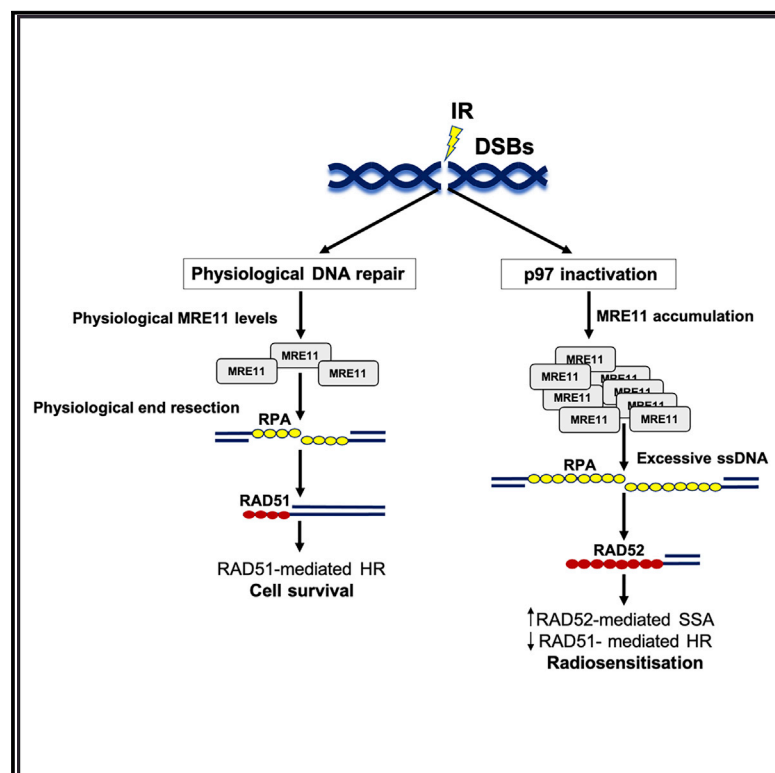 IR
DSBs
Physiological DNA repair
Physiological MRE11 levels
MRE11
MRE11
MRE11
Physiological end resection
RPA
RAD51
RAD51-mediated HR
Cell survival
p97 inactivation
MRE11 accumulation
MRE11
MRE11
MRE11
MRE11
MRE11
MRE11
MRE11
MRE11
Excessive ssDNA
RPA
RAD52
↑RAD52-mediated SSA
↓RAD51- mediated HR
Radiosensitisation